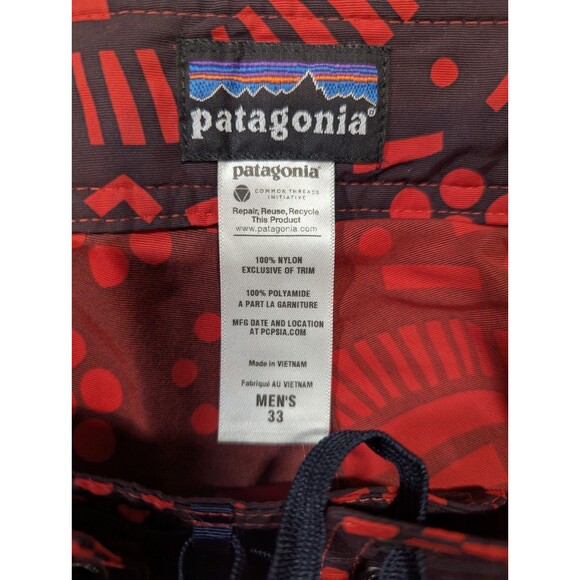 patagonia®
patagonia®
COMMON THREADS
INITIATIVE
Repair, Reuse, Recycle
This Product
www.patagonia.com
100% NYLON
EXCLUSIVE OF TRIM
100% POLYAMIDE
A PART LA GARNITURE
MFG DATE AND LOCATION
AT PCPSIA.COM
Made in VIETNAM
Fabriqué AU VIETNAM
MEN'S
33